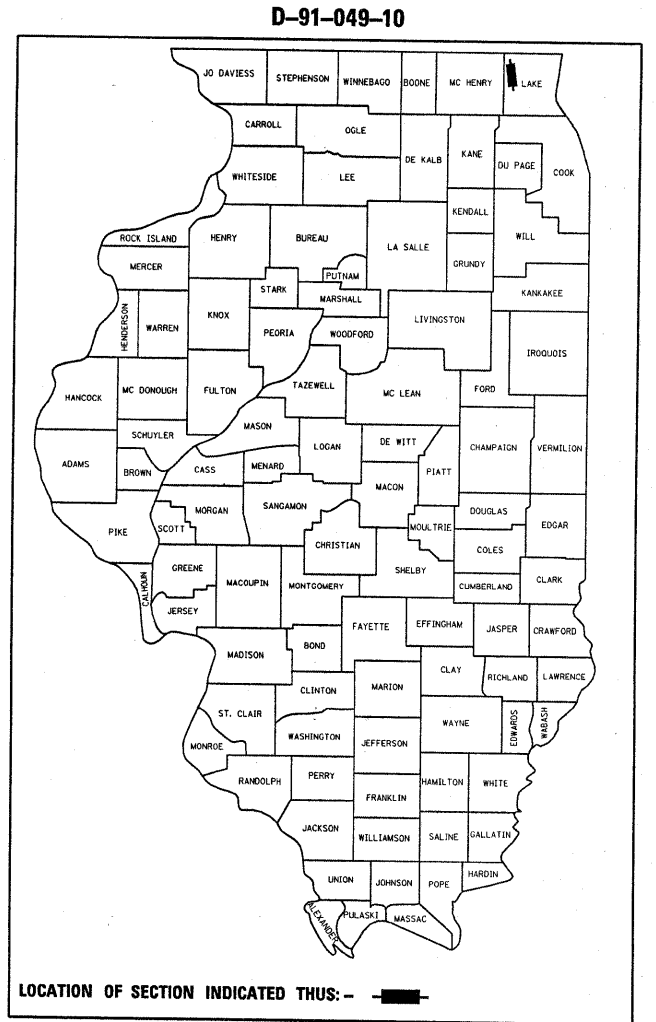 D-91-049-10
JO DAVIESS
STEPHENSON
WINNEBAGO
BOONE
MC HENRY
LAKE
CARROLL
OGLE
DE KALB
KANE
DU PAGE
COOK
WHITESIDE
LEE
KENDALL
ROCK ISLAND
HENRY
BUREAU
LA SALLE
WILL
GRUNDY
MERCER
PUTNAM
STARK
MARSHALL
KANKAKEE
HENDERSON
WARREN
KNOX
PEORIA
WOODFORD
LIVINGSTON
IROQUOIS
HANCOCK
MC DONOUGH
FULTON
TAZEWELL
MC LEAN
FORD
SCHUYLER
MASON
LOGAN
DE WITT
CHAMPAIGN
VERMILION
ADAMS
BROWN
CASS
MENARD
PIATT
MACON
PIKE
SCOTT
MORGAN
SANGAMON
CHRISTIAN
MOULTRIE
DOUGLAS
EDGAR
COLES
CALHOUN
GREENE
MACOUPIN
MONTGOMERY
SHELBY
CUMBERLAND
CLARK
JERSEY
FAYETTE
EFFINGHAM
JASPER
CRAWFORD
MADISON
BOND
CLAY
RICHLAND
LAWRENCE
CLINTON
MARION
ST. CLAIR
WAYNE
EDWARDS
WABASH
MONROE
WASHINGTON
JEFFERSON
RANDOLPH
PERRY
HAMILTON
WHITE
FRANKLIN
JACKSON
WILLIAMSON
SALINE
GALLATIN
UNION
JOHNSON
POPE
HARDIN
ALEXANDER
PULASKI
MASSAC
LOCATION OF SECTION INDICATED THUS: -